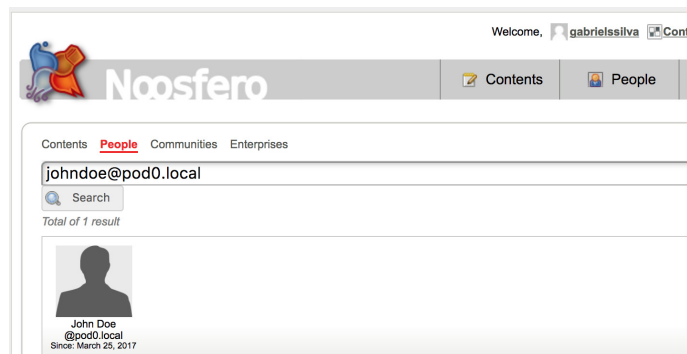 Welcome, gabrielssilva Cont
Noosfero
Contents People
Contents People Communities Enterprises
johndoe@pod0.local
Search
Total of 1 result
John Doe
@pod0.local
Since: March 25, 2017